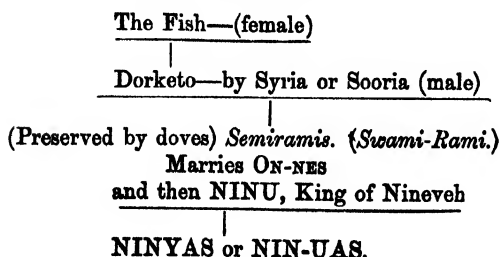 The Fish—(female)
Dorketo—by Syria or Sooria (male)
(Preserved by doves) Semiramis. (Swami-Rami.)
Marries ON-NES
and then NINU, King of Nineveh
NINYAS or NIN-UAS.